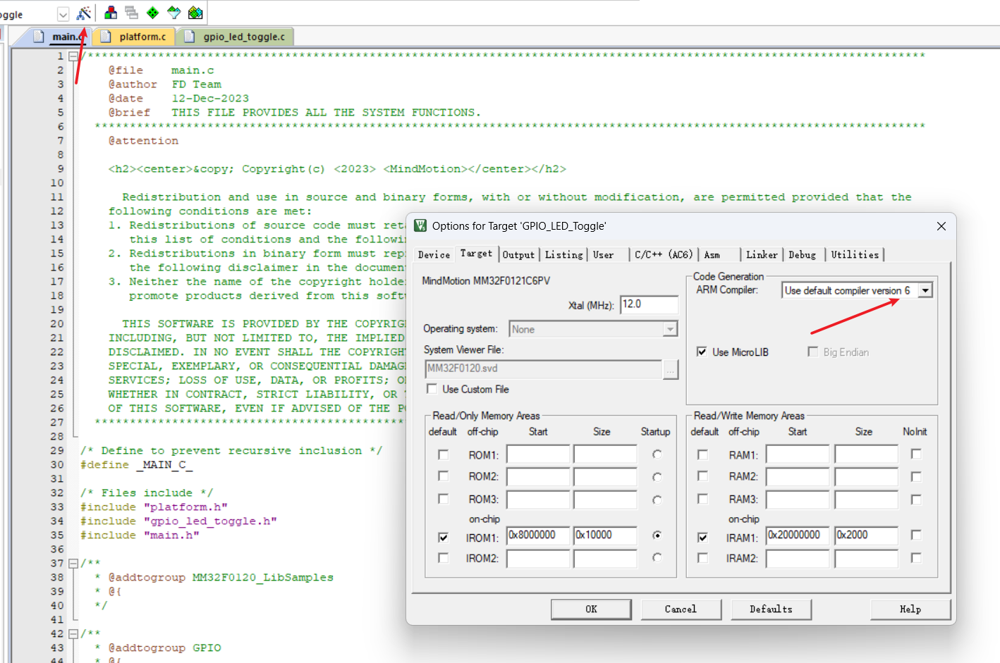 oggle
main.c
platform.c
gpio_led_toggle.c
1 /************************************************************************************************************************
2 @file main.c
3 @author FD Team
4 @date 12-Dec-2023
5 @brief THIS FILE PROVIDES ALL THE SYSTEM FUNCTIONS.
6 ***********************************************************************************************************************
7 @attention
8
9 <h2><center>&copy; Copyright(c) <2023> <MindMotion></center></h2>
10
11 Redistribution and use in source and binary forms, with or without modification, are permitted provided that the
12 following conditions are met:
13 1. Redistributions of source code must reta
14 this list of conditions and the followi
15 2. Redistributions in binary form must rep
16 the following disclaimer in the documen
17 3. Neither the name of the copyright holde
18 promote products derived from this soft
19
20 THIS SOFTWARE IS PROVIDED BY THE COPYRIG
21 INCLUDING, BUT NOT LIMITED TO, THE IMPLIED
22 DISCLAIMED. IN NO EVENT SHALL THE COPYRIGHT
23 SPECIAL, EXEMPLARY, OR CONSEQUENTIAL DAMAG
24 SERVICES; LOSS OF USE, DATA, OR PROFITS; O
25 WHETHER IN CONTRACT, STRICT LIABILITY, OR
26 OF THIS SOFTWARE, EVEN IF ADVISED OF THE P
27 *********************************************
28
29 /* Define to prevent recursive inclusion */
30 #define _MAIN_C_
31
32 /* Files include */
33 #include "platform.h"
34 #include "gpio_led_toggle.h"
35 #include "main.h"
36
37 /**
38 * @addtogroup MM32F0120_LibSamples
39 * @{
40 */
41
42 /**
43 * @addtogroup GPIO
44 * @{
Options for Target 'GPIO_LED_Toggle'
Device Target Output Listing User C/C++ (AC6) Asm Linker Debug Utilities
MindMotion MM32F0121C6PV
Xtal (MHz): 12.0
Operating system: None
System Viewer File:
MM32F0120.svd ...
Use Custom File
Code Generation
ARM Compiler: Use default compiler version 6
Use MicroLIB Big Endian
Read/Only Memory Areas
default off-chip Start Size Startup
ROM1:
ROM2:
ROM3:
on-chip
IROM1: 0x8000000 0x10000
IROM2:
Read/Write Memory Areas
default off-chip Start Size NoInit
RAM1:
RAM2:
RAM3:
on-chip
IRAM1: 0x20000000 0x2000
IRAM2:
OK Cancel Defaults Help